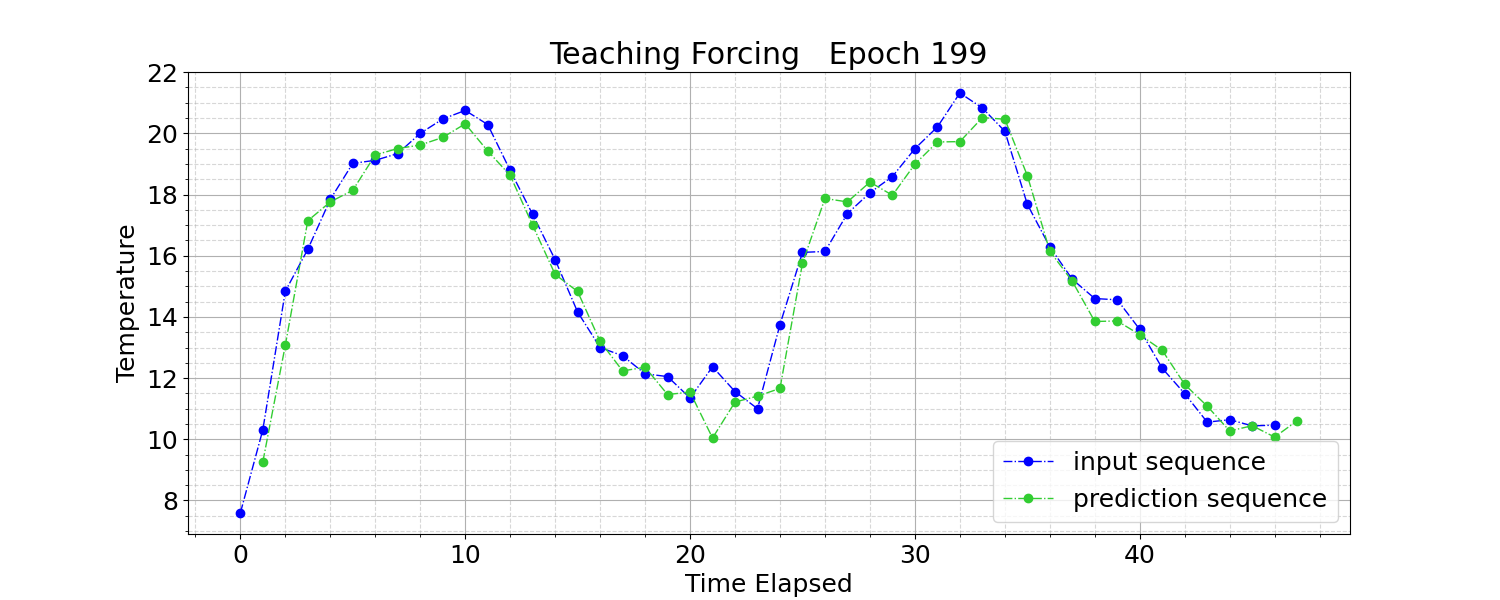 Teaching Forcing   Epoch 199
22
20
18
16
14
12
10
8
Temperature
0 10 20 30 40
Time Elapsed
input sequence
prediction sequence